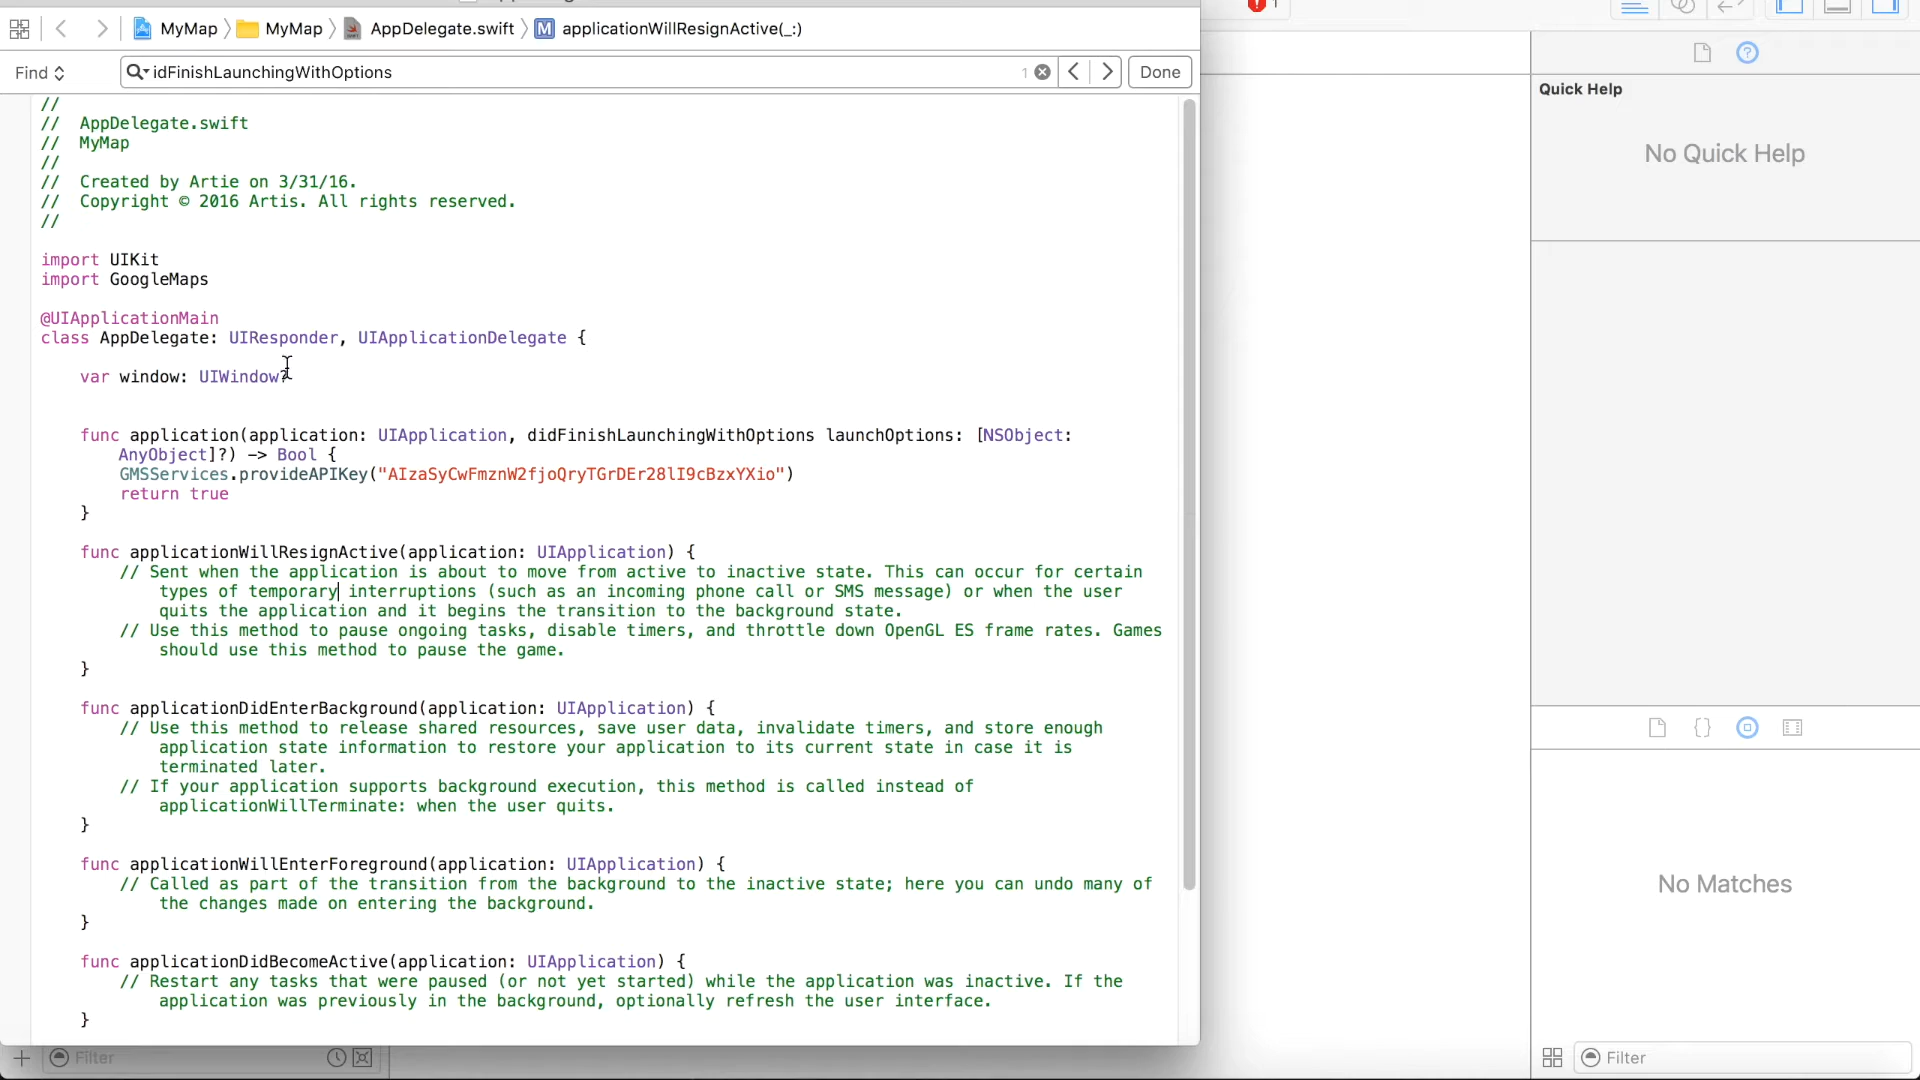 1
MyMap MyMap AppDelegate.swift M applicationWillResignActive(_:)
Find idFinishLaunchingWithOptions 1 Done
//
// AppDelegate.swift
// MyMap
//
// Created by Artie on 3/31/16.
// Copyright © 2016 Artis. All rights reserved.
//
import UIKit
import GoogleMaps
@UIApplicationMain
class AppDelegate: UIResponder, UIApplicationDelegate {
var window: UIWindow?
func application(application: UIApplication, didFinishLaunchingWithOptions launchOptions: [NSObject:
AnyObject]?) -> Bool {
GMSServices.provideAPIKey("AIzaSyCwFmznW2fjoQryTGrDEr28lI9cBzxYXio")
return true
}
func applicationWillResignActive(application: UIApplication) {
// Sent when the application is about to move from active to inactive state. This can occur for certain
types of temporary interruptions (such as an incoming phone call or SMS message) or when the user
quits the application and it begins the transition to the background state.
// Use this method to pause ongoing tasks, disable timers, and throttle down OpenGL ES frame rates. Games
should use this method to pause the game.
}
func applicationDidEnterBackground(application: UIApplication) {
// Use this method to release shared resources, save user data, invalidate timers, and store enough
application state information to restore your application to its current state in case it is
terminated later.
// If your application supports background execution, this method is called instead of
applicationWillTerminate: when the user quits.
}
func applicationWillEnterForeground(application: UIApplication) {
// Called as part of the transition from the background to the inactive state; here you can undo many of
the changes made on entering the background.
}
func applicationDidBecomeActive(application: UIApplication) {
// Restart any tasks that were paused (or not yet started) while the application was inactive. If the
application was previously in the background, optionally refresh the user interface.
}
Filter
Quick Help
No Quick Help
No Matches
Filter